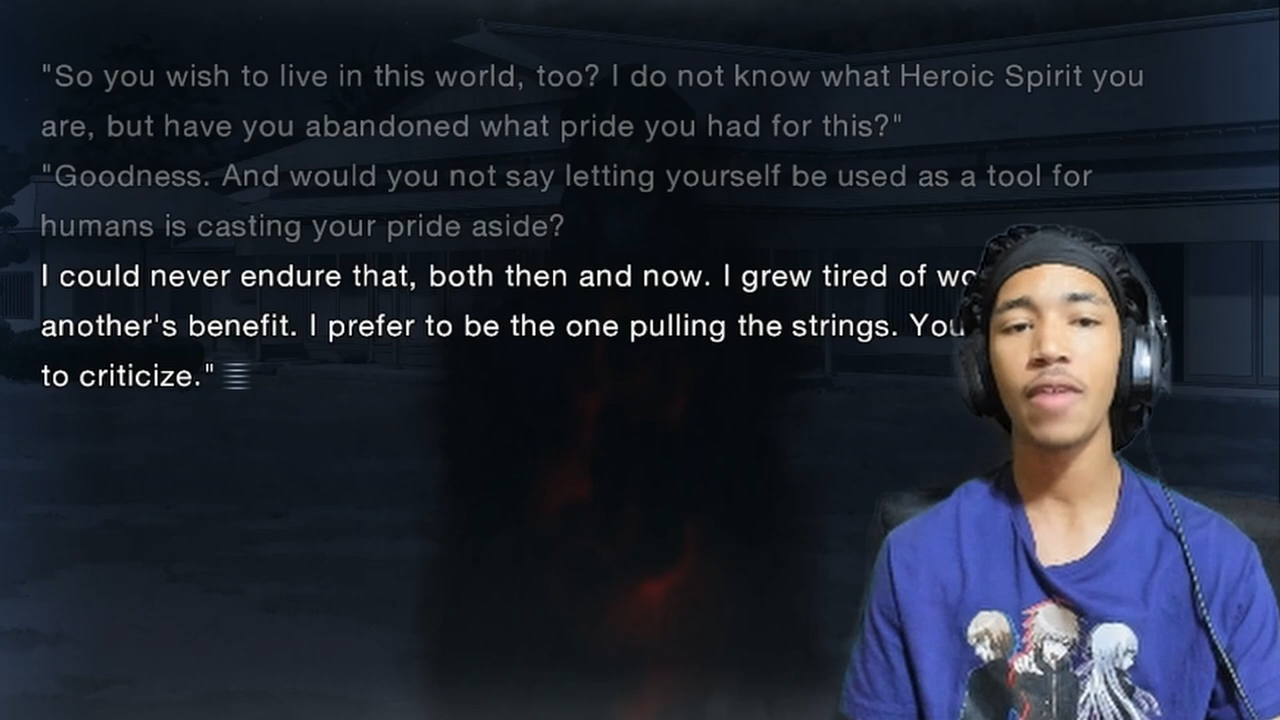 "So you wish to live in this world, too? I do not know what Heroic Spirit you
are, but have you abandoned what pride you had for this?"
"Goodness. And would you not say letting yourself be used as a tool for
humans is casting your pride aside?
I could never endure that, both then and now. I grew tired of
another's benefit. I prefer to be the one pulling the strings.
to criticize."